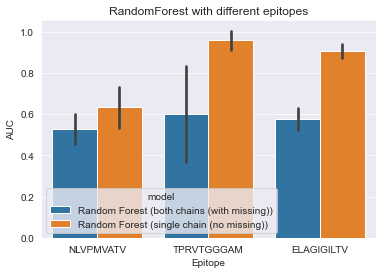 RandomForest with different epitopes
1.0
0.8
0.6
0.4
0.2
0.0
AUC
model
Random Forest (both chains (with missing))
Random Forest (single chain (no missing))
NLVPMVATV TPRVTGGGAM ELAGIGILTV
Epitope